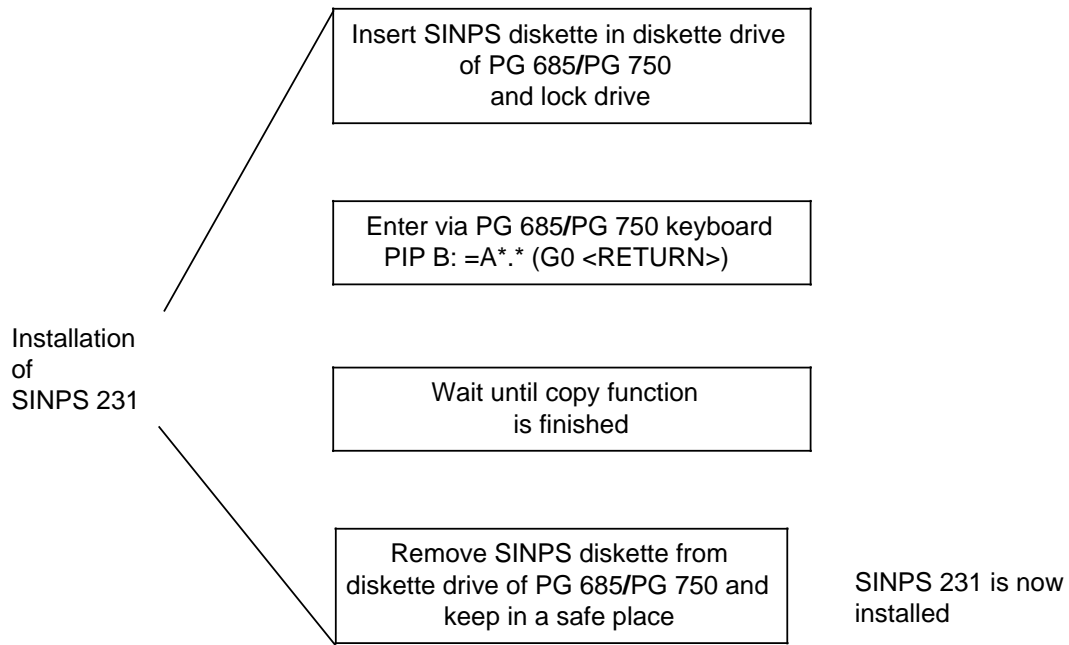 Insert SINPS diskette in diskette drive
of PG 685/PG 750
and lock drive
Enter via PG 685/PG 750 keyboard
PIP B: =A*.* (G0 <RETURN>)
Installation
of
SINPS 231
Wait until copy function
is finished
Remove SINPS diskette from
diskette drive of PG 685/PG 750 and
keep in a safe place
SINPS 231 is now
installed